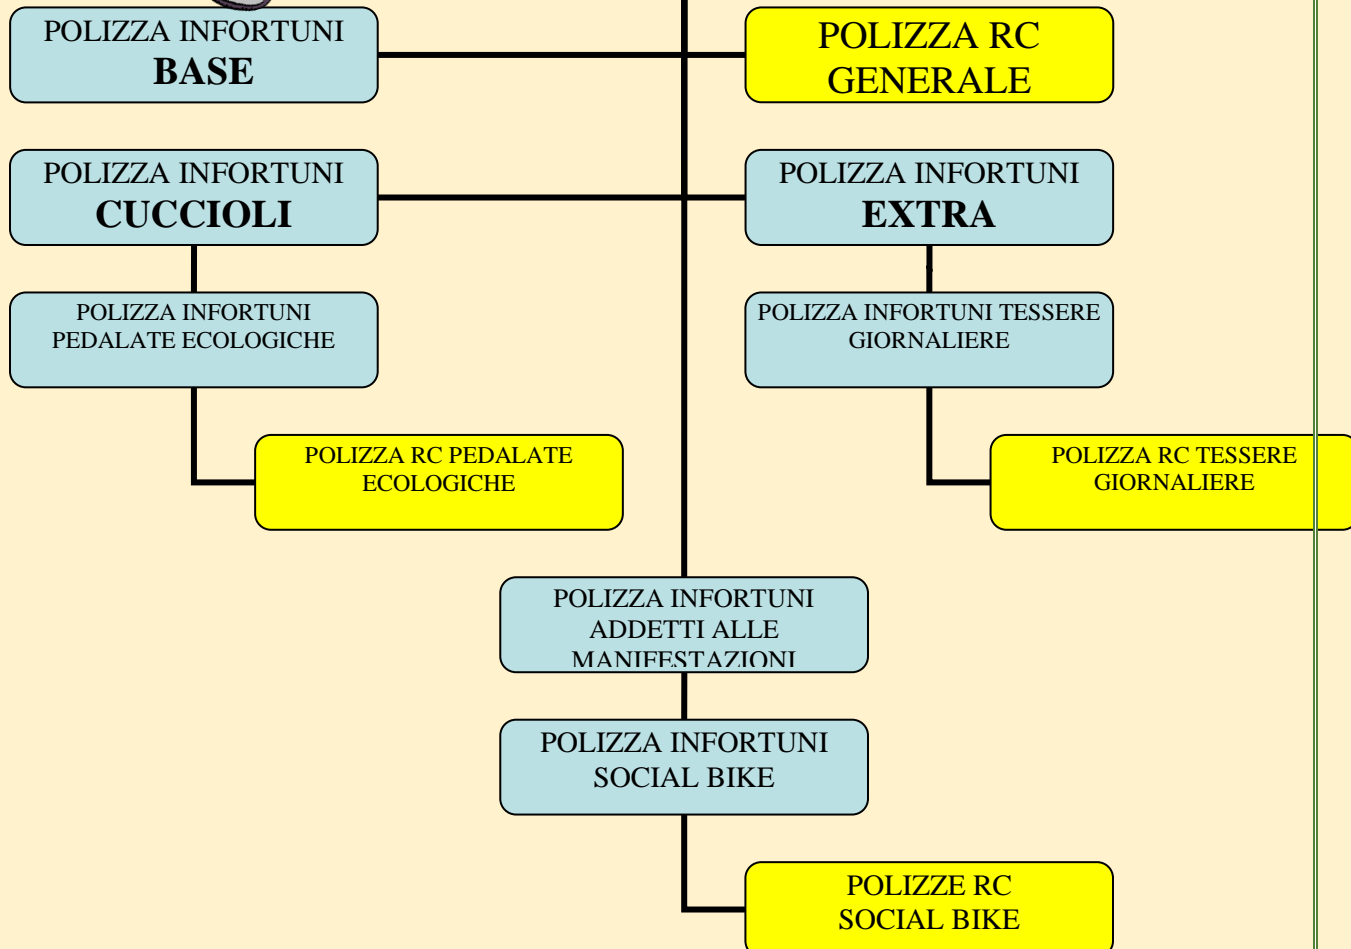 POLIZZA INFORTUNI
BASE
POLIZZA RC
GENERALE
POLIZZA INFORTUNI
CUCCIOLI
POLIZZA INFORTUNI
EXTRA
POLIZZA INFORTUNI
PEDALATE ECOLOGICHE
POLIZZA INFORTUNI TESSERE
GIORNALIERE
POLIZZA RC PEDALATE
ECOLOGICHE
POLIZZA RC TESSERE
GIORNALIERE
POLIZZA INFORTUNI
ADDETTI ALLE
MANIFESTAZIONI
POLIZZA INFORTUNI
SOCIAL BIKE
POLIZZE RC
SOCIAL BIKE